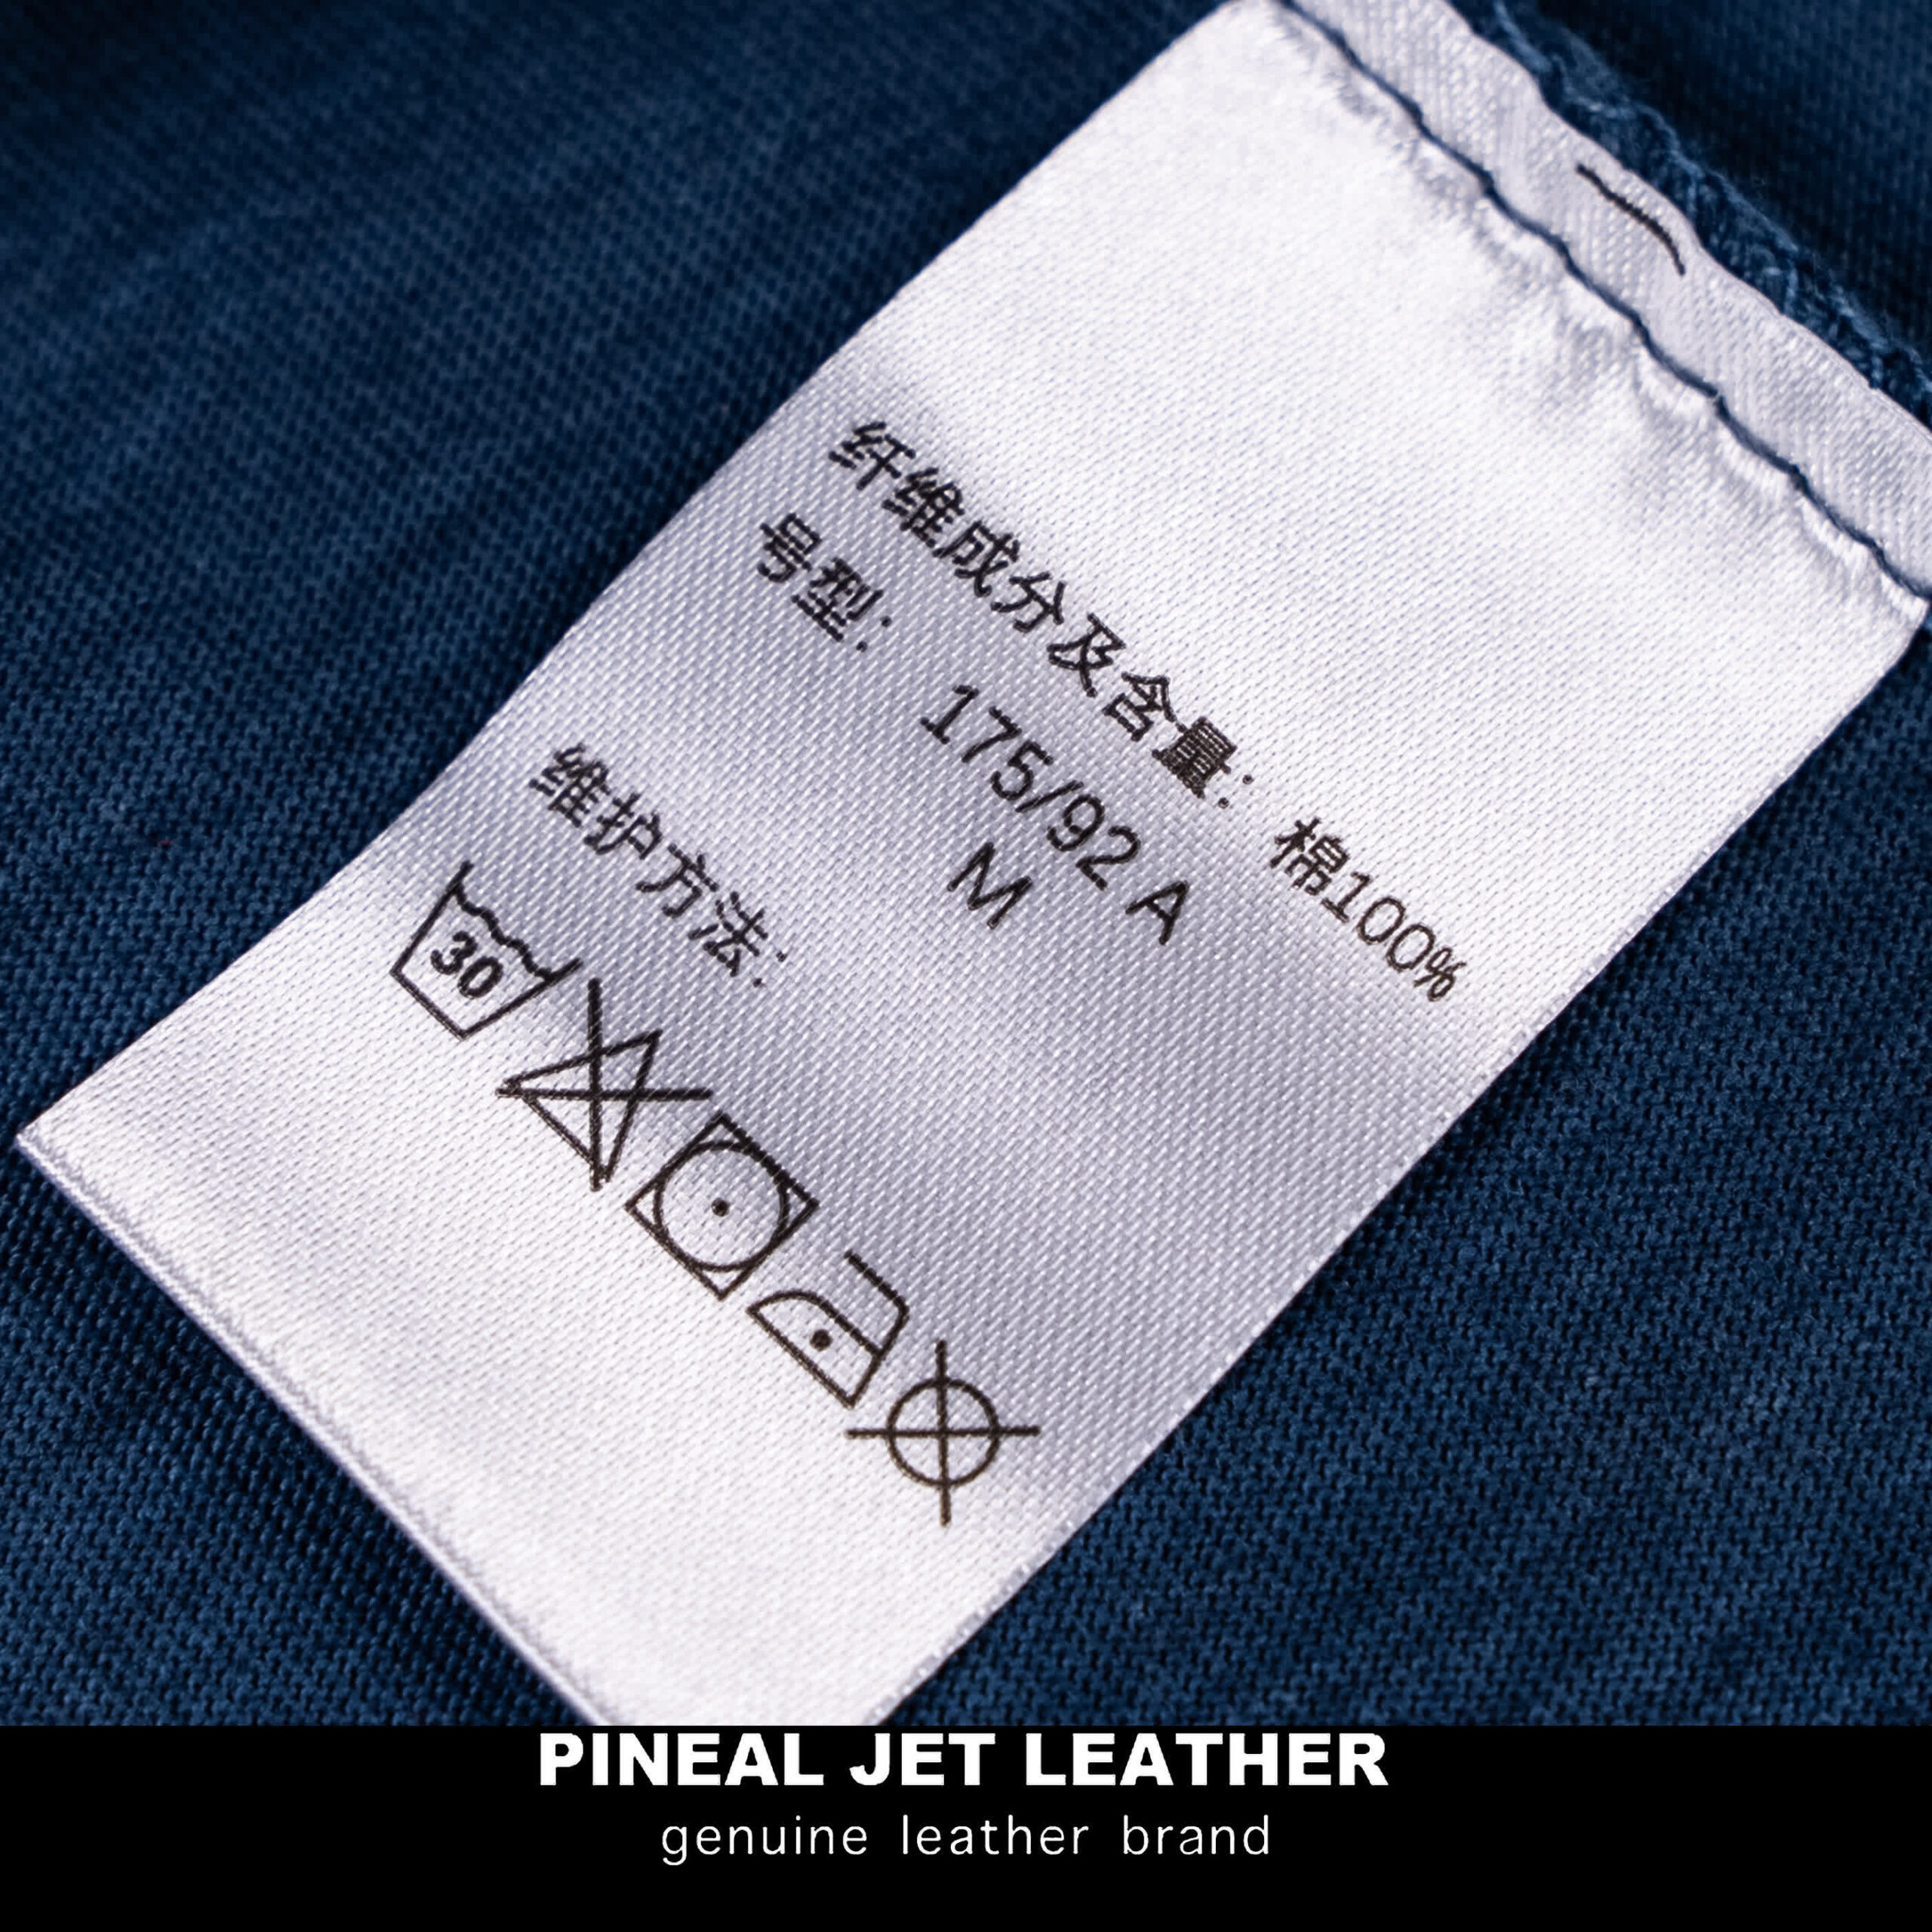 纤维成分及含量: 棉100%
号型: 175/92 A
M
维护方法:
30
PINEAL JET LEATHER
genuine leather brand